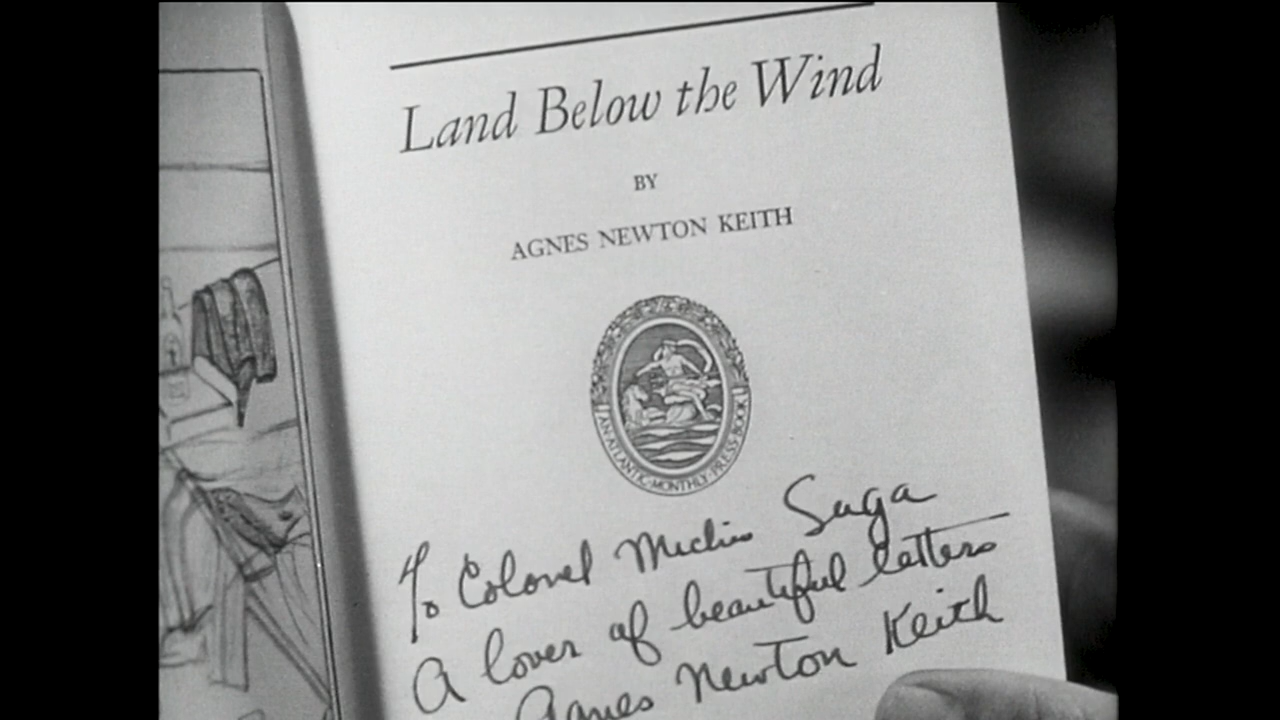 Land Below the Wind
BY
AGNES NEWTON KEITH
AN ATLANTIC MONTHLY PRESS BOOK
To Colonel Michio Suga
A lover of beautiful letters
Agnes Newton Keith